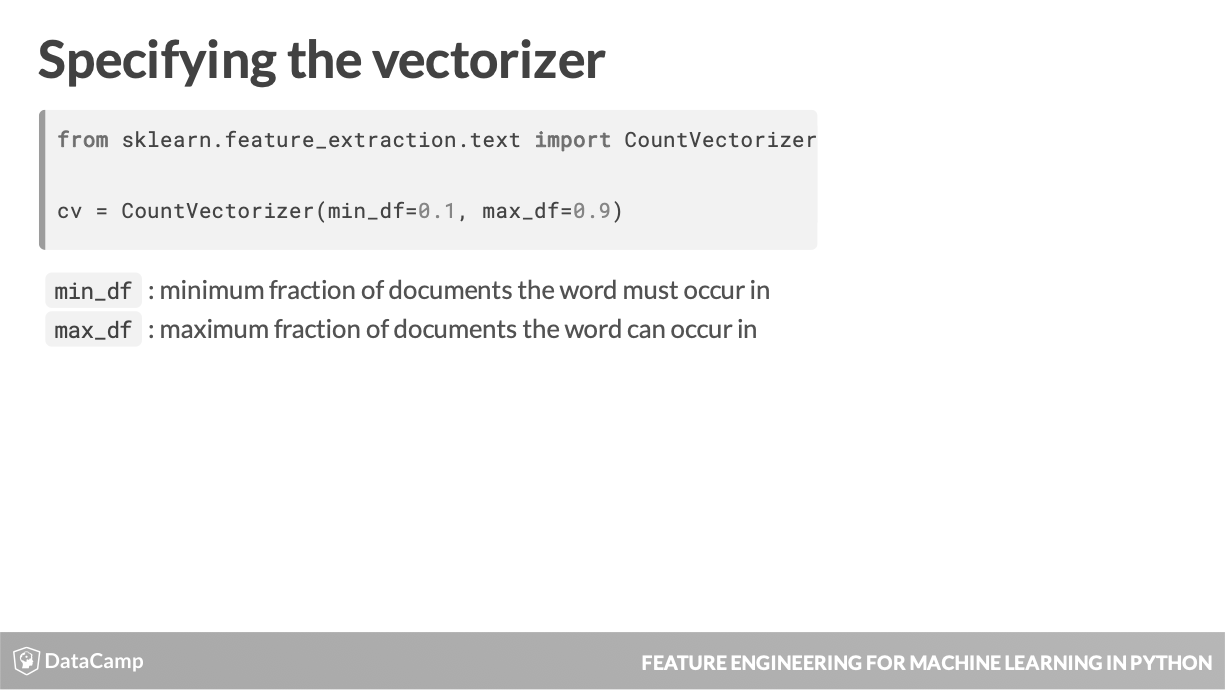 Specifying the vectorizer
from sklearn.feature_extraction.text import CountVectorizer
cv = CountVectorizer(min_df=0.1, max_df=0.9)
min_df : minimum fraction of documents the word must occur in
max_df : maximum fraction of documents the word can occur in
DataCamp
FEATURE ENGINEERING FOR MACHINE LEARNING IN PYTHON